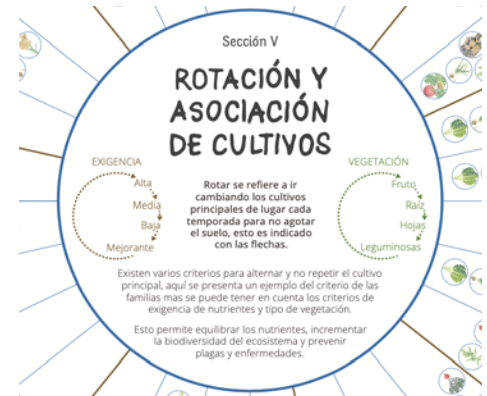 Sección V
ROTACIÓN Y
ASOCIACIÓN
DE CULTIVOS
EXIGENCIA
Alta
Media
Baja
Mejorante
Rotar se refiere a ir
cambiando los cultivos
principales de lugar cada
temporada para no agotar
el suelo, esto es indicado
con las flechas.
VEGETACIÓN
Fruto
Raíz
Hojas
Leguminosas
Existen varios criterios para alternar y no repetir el cultivo
principal, aquí se presenta un ejemplo del criterio de las
familias mas se puede tener en cuenta los criterios de
exigencia de nutrientes y tipo de vegetación.
Esto permite equilibrar los nutrientes, incrementar
la biodiversidad del ecosistema y prevenir
plagas y enfermedades.